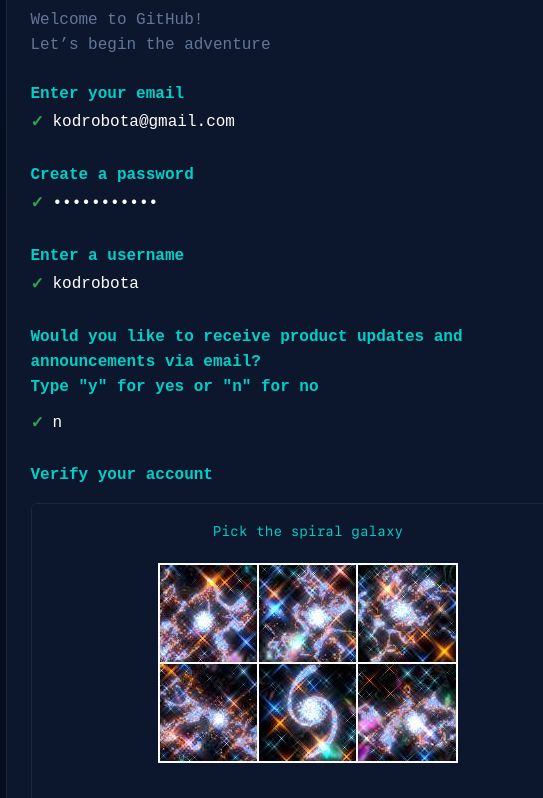 Welcome to GitHub!
Let’s begin the adventure
Enter your email
✓ kodrobota@gmail.com
Create a password
✓ •••••••••••
Enter a username
✓ kodrobota
Would you like to receive product updates and
announcements via email?
Type "y" for yes or "n" for no
✓ n
Verify your account
Pick the spiral galaxy